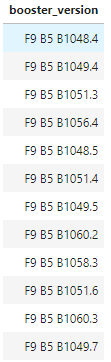 booster_version
F9 B5 B1048.4
F9 B5 B1049.4
F9 B5 B1051.3
F9 B5 B1056.4
F9 B5 B1048.5
F9 B5 B1051.4
F9 B5 B1049.5
F9 B5 B1060.2
F9 B5 B1058.3
F9 B5 B1051.6
F9 B5 B1060.3
F9 B5 B1049.7